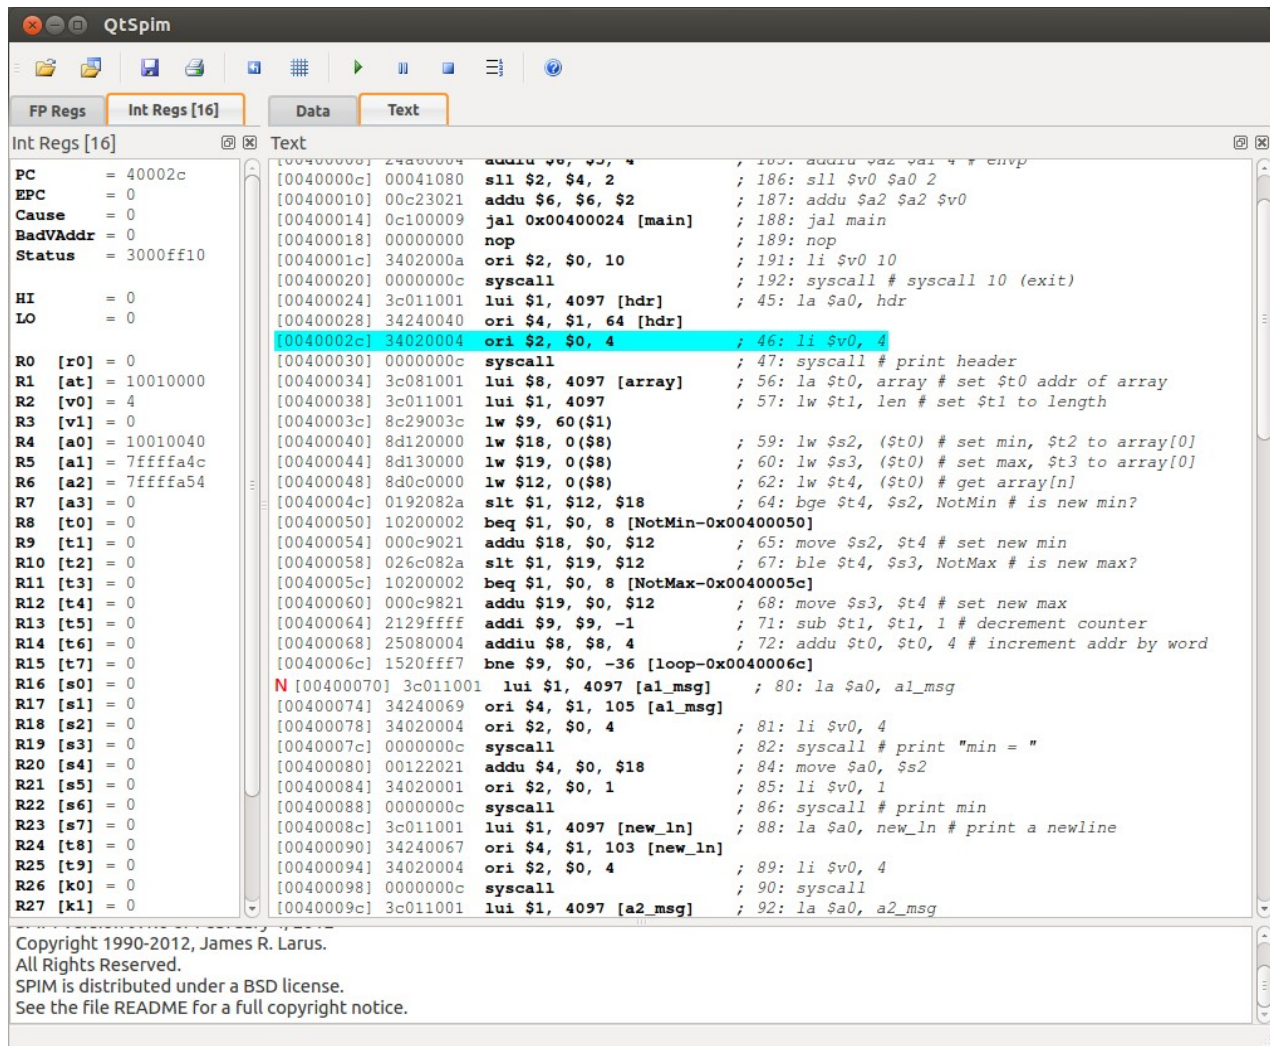 QtSpim
FP Regs
Int Regs [16]
Data
Text
Int Regs [16]
PC = 40002c
EPC = 0
Cause = 0
BadVAddr = 0
Status = 3000ff10
HI = 0
LO = 0
R0 [r0] = 0
R1 [at] = 10010000
R2 [v0] = 4
R3 [v1] = 0
R4 [a0] = 10010040
R5 [a1] = 7ffffa4c
R6 [a2] = 7ffffa54
R7 [a3] = 0
R8 [t0] = 0
R9 [t1] = 0
R10 [t2] = 0
R11 [t3] = 0
R12 [t4] = 0
R13 [t5] = 0
R14 [t6] = 0
R15 [t7] = 0
R16 [s0] = 0
R17 [s1] = 0
R18 [s2] = 0
R19 [s3] = 0
R20 [s4] = 0
R21 [s5] = 0
R22 [s6] = 0
R23 [s7] = 0
R24 [t8] = 0
R25 [t9] = 0
R26 [k0] = 0
R27 [k1] = 0
Text
[00400008] 24a60004 addiu $6, $5, 4 ; 185: addiu $a2 $a1 4 # envp
[0040000c] 00041080 sll $2, $4, 2 ; 186: sll $v0 $a0 2
[00400010] 00c23021 addu $6, $6, $2 ; 187: addu $a2 $a2 $v0
[00400014] 0c100009 jal 0x00400024 [main] ; 188: jal main
[00400018] 00000000 nop ; 189: nop
[0040001c] 3402000a ori $2, $0, 10 ; 191: li $v0 10
[00400020] 0000000c syscall ; 192: syscall # syscall 10 (exit)
[00400024] 3c011001 lui $1, 4097 [hdr] ; 45: la $a0, hdr
[00400028] 34240040 ori $4, $1, 64 [hdr]
[0040002c] 34020004 ori $2, $0, 4 ; 46: li $v0, 4
[00400030] 0000000c syscall ; 47: syscall # print header
[00400034] 3c081001 lui $8, 4097 [array] ; 56: la $t0, array # set $t0 addr of array
[00400038] 3c011001 lui $1, 4097 ; 57: lw $t1, len # set $t1 to length
[0040003c] 8c29003c lw $9, 60($1)
[00400040] 8d120000 lw $18, 0($8) ; 59: lw $s2, ($t0) # set min, $t2 to array[0]
[00400044] 8d130000 lw $19, 0($8) ; 60: lw $s3, ($t0) # set max, $t3 to array[0]
[00400048] 8d0c0000 lw $12, 0($8) ; 62: lw $t4, ($t0) # get array[n]
[0040004c] 0192082a slt $1, $12, $18 ; 64: bge $t4, $s2, NotMin # is new min?
[00400050] 10200002 beq $1, $0, 8 [NotMin-0x00400050]
[00400054] 000c9021 addu $18, $0, $12 ; 65: move $s2, $t4 # set new min
[00400058] 026c082a slt $1, $19, $12 ; 67: ble $t4, $s3, NotMax # is new max?
[0040005c] 10200002 beq $1, $0, 8 [NotMax-0x0040005c]
[00400060] 000c9821 addu $19, $0, $12 ; 68: move $s3, $t4 # set new max
[00400064] 2129ffff addi $9, $9, -1 ; 71: sub $t1, $t1, 1 # decrement counter
[00400068] 25080004 addiu $8, $8, 4 ; 72: addu $t0, $t0, 4 # increment addr by word
[0040006c] 1520fff7 bne $9, $0, -36 [loop-0x0040006c]
N [00400070] 3c011001 lui $1, 4097 [a1_msg] ; 80: la $a0, a1_msg
[00400074] 34240069 ori $4, $1, 105 [a1_msg]
[00400078] 34020004 ori $2, $0, 4 ; 81: li $v0, 4
[0040007c] 0000000c syscall ; 82: syscall # print "min = "
[00400080] 00122021 addu $4, $0, $18 ; 84: move $a0, $s2
[00400084] 34020001 ori $2, $0, 1 ; 85: li $v0, 1
[00400088] 0000000c syscall ; 86: syscall # print min
[0040008c] 3c011001 lui $1, 4097 [new_ln] ; 88: la $a0, new_ln # print a newline
[00400090] 34240067 ori $4, $1, 103 [new_ln]
[00400094] 34020004 ori $2, $0, 4 ; 89: li $v0, 4
[00400098] 0000000c syscall ; 90: syscall
[0040009c] 3c011001 lui $1, 4097 [a2_msg] ; 92: la $a0, a2_msg
Copyright 1990-2012, James R. Larus.
All Rights Reserved.
SPIM is distributed under a BSD license.
See the file README for a full copyright notice.